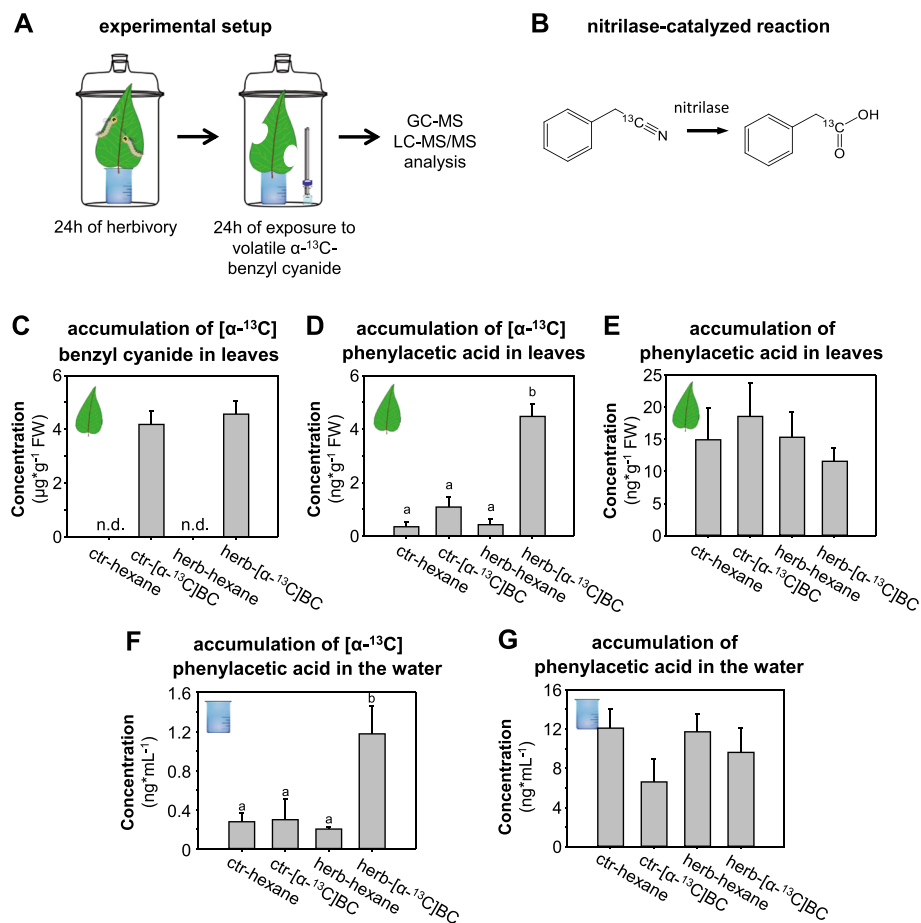 A experimental setup
24h of herbivory
24h of exposure to
volatile α-¹³C-
benzyl cyanide
GC-MS
LC-MS/MS
analysis
B nitrilase-catalyzed reaction
¹³C
N
nitrilase
¹³C
OH
O
C accumulation of [α-¹³C]
benzyl cyanide in leaves
Concentration
(µg*g⁻¹ FW)
6
4
2
0
n.d.
n.d.
ctr-hexane
ctr-[α-¹³C]BC
herb-hexane
herb-[α-¹³C]BC
D accumulation of [α-¹³C]
phenylacetic acid in leaves
Concentration
(ng*g⁻¹ FW)
6
4
2
0
a
a
a
b
ctr-hexane
ctr-[α-¹³C]BC
herb-hexane
herb-[α-¹³C]BC
E accumulation of
phenylacetic acid in leaves
Concentration
(ng*g⁻¹ FW)
25
20
15
10
5
0
ctr-hexane
ctr-[α-¹³C]BC
herb-hexane
herb-[α-¹³C]BC
F accumulation of [α-¹³C]
phenylacetic acid in the water
Concentration
(ng*mL⁻¹)
1.6
1.2
0.8
0.4
0
a
a
a
b
ctr-hexane
ctr-[α-¹³C]BC
herb-hexane
herb-[α-¹³C]BC
G accumulation of
phenylacetic acid in the water
Concentration
(ng*mL⁻¹)
16
12
8
4
0
ctr-hexane
ctr-[α-¹³C]BC
herb-hexane
herb-[α-¹³C]BC